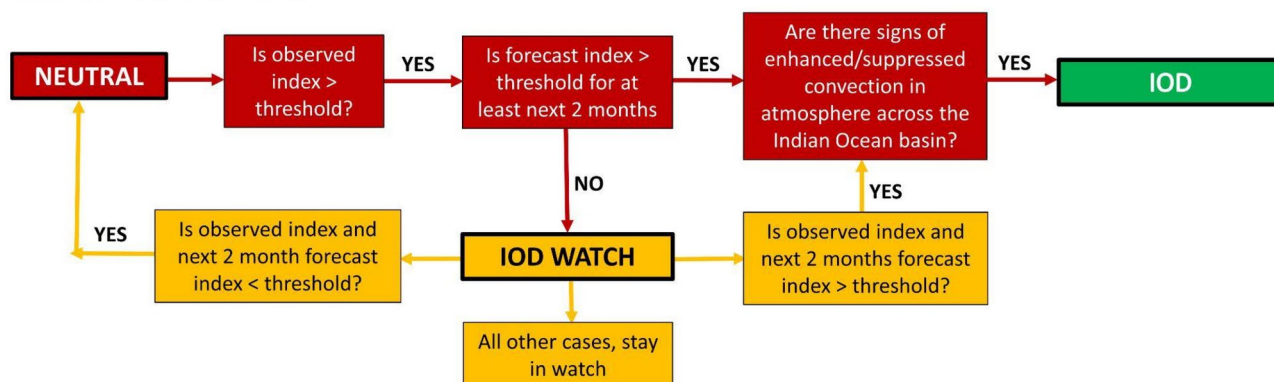 NEUTRAL
Is observed
index >
threshold?
YES
Is forecast index >
threshold for at
least next 2 months
YES
Are there signs of
enhanced/suppressed
convection in
atmosphere across the
Indian Ocean basin?
YES
IOD
NO
YES
YES
Is observed index and
next 2 month forecast
index < threshold?
IOD WATCH
Is observed index and
next 2 months forecast
index > threshold?
All other cases, stay
in watch